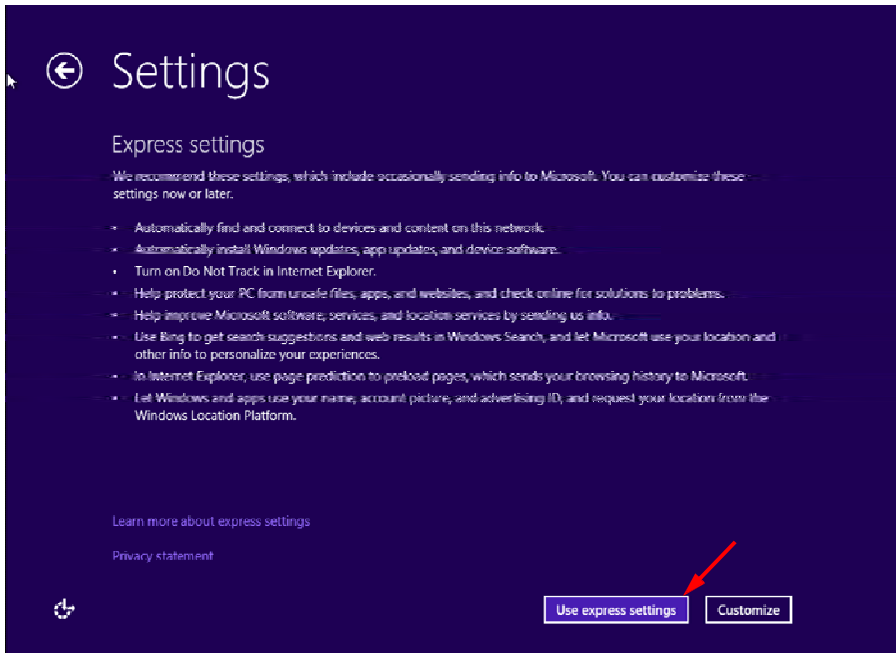 Settings
Express settings
We recommend these settings, which include occasionally sending info to Microsoft. You can customize these
settings now or later.
• Automatically find and connect to devices and content on this network.
• Automatically install Windows updates, app updates, and device software.
• Turn on Do Not Track in Internet Explorer.
• Help protect your PC from unsafe files, apps, and websites, and check online for solutions to problems.
• Help improve Microsoft software, services, and location services by sending us info.
• Use Bing to get search suggestions and web results in Windows Search, and let Microsoft use your location and
other info to personalize your experiences.
• In Internet Explorer, use page prediction to preload pages, which sends your browsing history to Microsoft.
• Let Windows and apps use your name, account picture, and advertising ID, and request your location from the
Windows Location Platform.
Learn more about express settings
Privacy statement
Use express settings
Customize